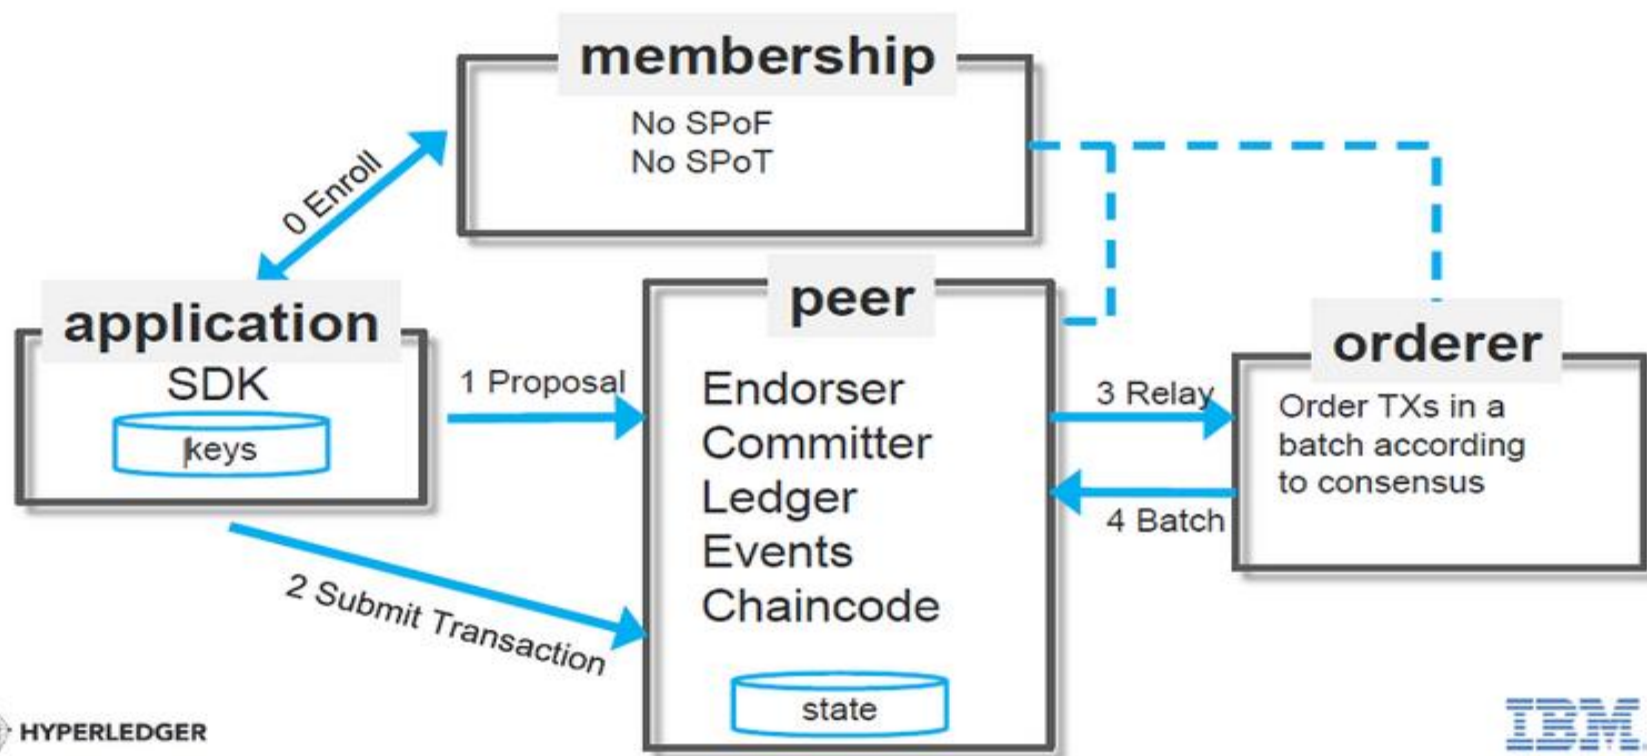 membership
No SPoF
No SPoT
0 Enroll
application
SDK
keys
1 Proposal
2 Submit Transaction
peer
Endorser
Committer
Ledger
Events
Chaincode
state
3 Relay
4 Batch
orderer
Order TXs in a
batch according
to consensus
HYPERLEDGER
IBM